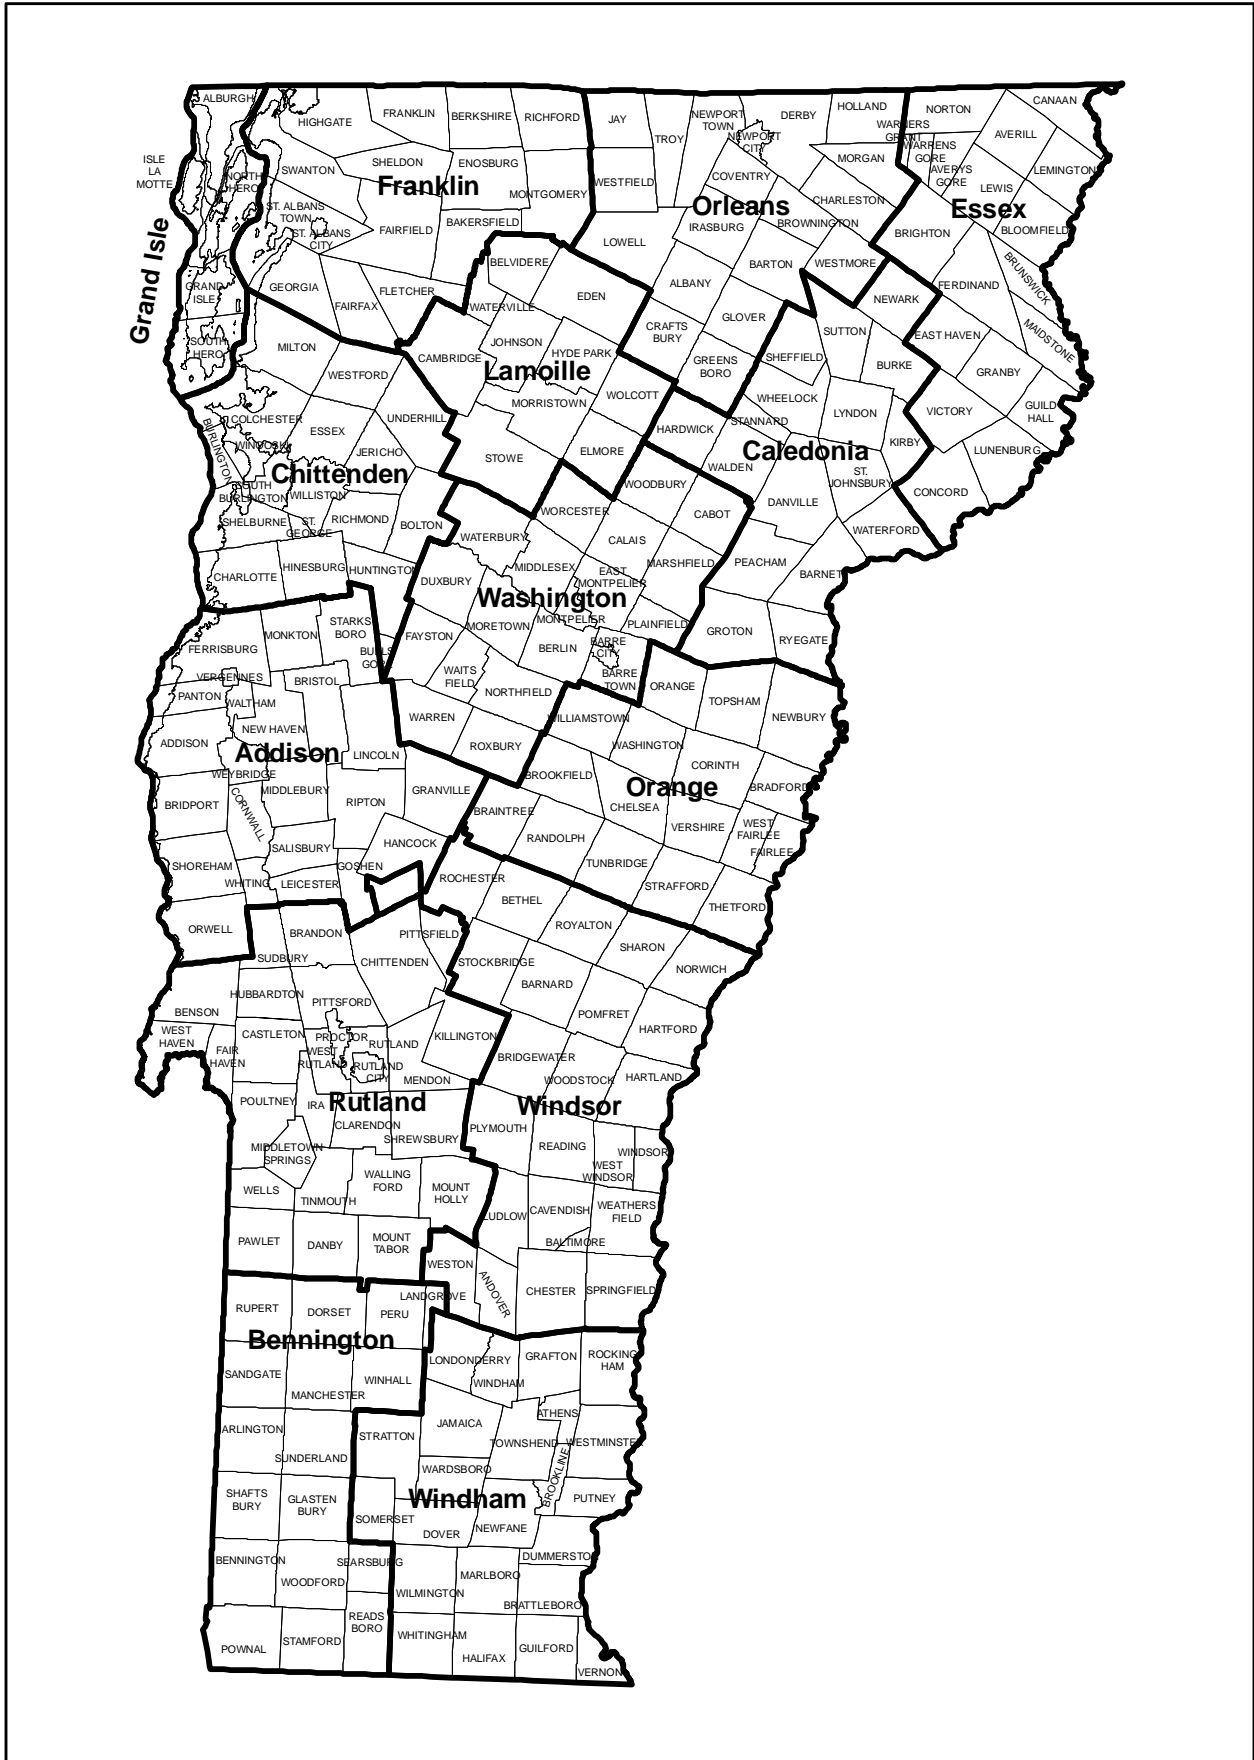 ALBURGH
HIGHGATE
FRANKLIN
BERKSHIRE
RICHFORD
JAY
TROY
NEWPORT
TOWN
NEWPORT
CITY
DERBY
HOLLAND
NORTON
CANAAN
WARNERS
GRANT
WARRENS
GORE
AVERYS
GORE
AVERILL
LEMINGTON
LEWIS
MORGAN
ISLE
LA
MOTTE
NORTH
HERO
SWANTON
SHELDON
ENOSBURG
MONTGOMERY
WESTFIELD
COVENTRY
CHARLESTON
Franklin
Orleans
Essex
ST. ALBANS
TOWN
ST. ALBANS
CITY
FAIRFIELD
BAKERSFIELD
LOWELL
IRASBURG
BROWNINGTON
BRIGHTON
BLOOMFIELD
Grand Isle
GRAND
ISLE
SOUTH
HERO
GEORGIA
FAIRFAX
FLETCHER
BELVIDERE
WATERVILLE
EDEN
ALBANY
BARTON
WESTMORE
NEWARK
FERDINAND
BRUNSWICK
MAIDSTONE
MILTON
WESTFORD
CAMBRIDGE
JOHNSON
HYDE PARK
CRAFTS
BURY
GLOVER
GREENS
BORO
SHEFFIELD
SUTTON
BURKE
EAST HAVEN
GRANBY
GUILD
HALL
Lamoille
COLCHESTER
BURLINGTON
WINOOSKI
ESSEX
UNDERHILL
JERICHO
MORRISTOWN
WOLCOTT
STOWE
ELMORE
HARDWICK
STANNARD
WHEELOCK
LYNDON
KIRBY
VICTORY
LUNENBURG
CONCORD
Chittenden
Caledonia
SOUTH
BURLINGTON
WILLISTON
SHELBURNE
ST.
GEORGE
RICHMOND
BOLTON
WATERBURY
WORCESTER
WOODBURY
WALDEN
CABOT
DANVILLE
ST.
JOHNSBURY
WATERFORD
CHARLOTTE
HINESBURG
HUNTINGTON
DUXBURY
MIDDLESEX
CALAIS
EAST
MONTPELIER
MARSHFIELD
PEACHAM
BARNET
Washington
FERRISBURG
MONKTON
STARKS
BORO
BUELS
GORE
FAYSTON
MORETOWN
MONTPELIER
BERLIN
BARRE
CITY
BARRE
TOWN
PLAINFIELD
GROTON
RYEGATE
VERGENNES
PANTON
WALTHAM
BRISTOL
WAITS
FIELD
NORTHFIELD
ORANGE
TOPSHAM
NEWBURY
ADDISON
NEW HAVEN
LINCOLN
WARREN
ROXBURY
WILLIAMSTOWN
WASHINGTON
CORINTH
BRADFORD
Addison
Orange
WEYBRIDGE
BRIDPORT
CORNWALL
MIDDLEBURY
RIPTON
GRANVILLE
BROOKFIELD
BRAINTREE
CHELSEA
VERSHIRE
WEST
FAIRLEE
FAIRLEE
SHOREHAM
SALISBURY
HANCOCK
RANDOLPH
TUNBRIDGE
WHITING
LEICESTER
GOSHEN
ROCHESTER
STRAFFORD
THETFORD
ORWELL
BRANDON
PITTSFIELD
BETHEL
ROYALTON
SHARON
NORWICH
SUDBURY
CHITTENDEN
STOCKBRIDGE
BARNARD
POMFRET
HARTFORD
HUBBARDTON
PITTSFORD
BENSON
WEST
HAVEN
FAIR
HAVEN
CASTLETON
PROCTOR
WEST
RUTLAND
RUTLAND
RUTLAND
CITY
KILLINGTON
MENDON
BRIDGEWATER
WOODSTOCK
HARTLAND
Rutland
Windsor
POULTNEY
IRA
CLARENDON
SHREWSBURY
PLYMOUTH
READING
WEST
WINDSOR
WINDSOR
MIDDLETOWN
SPRINGS
WELLS
TINMOUTH
WALLING
FORD
MOUNT
HOLLY
LUDLOW
CAVENDISH
WEATHERS
FIELD
BALTIMORE
PAWLET
DANBY
MOUNT
TABOR
WESTON
ANDOVER
CHESTER
SPRINGFIELD
RUPERT
DORSET
PERU
LANDGROVE
Bennington
SANDGATE
MANCHESTER
WINHALL
LONDONDERRY
WINDHAM
GRAFTON
ROCKING
HAM
ARLINGTON
SUNDERLAND
STRATTON
JAMAICA
TOWNSHEND
ATHENS
BROOKLINE
WESTMINSTER
WARDSBORO
SHAFTS
BURY
GLASTEN
BURY
SOMERSET
Windham
DOVER
NEWFANE
PUTNEY
BENNINGTON
WOODFORD
SEARSBURG
WILMINGTON
MARLBORO
DUMMERSTON
BRATTLEBORO
POWNAL
STAMFORD
READS
BORO
WHITINGHAM
HALIFAX
GUILFORD
VERNON